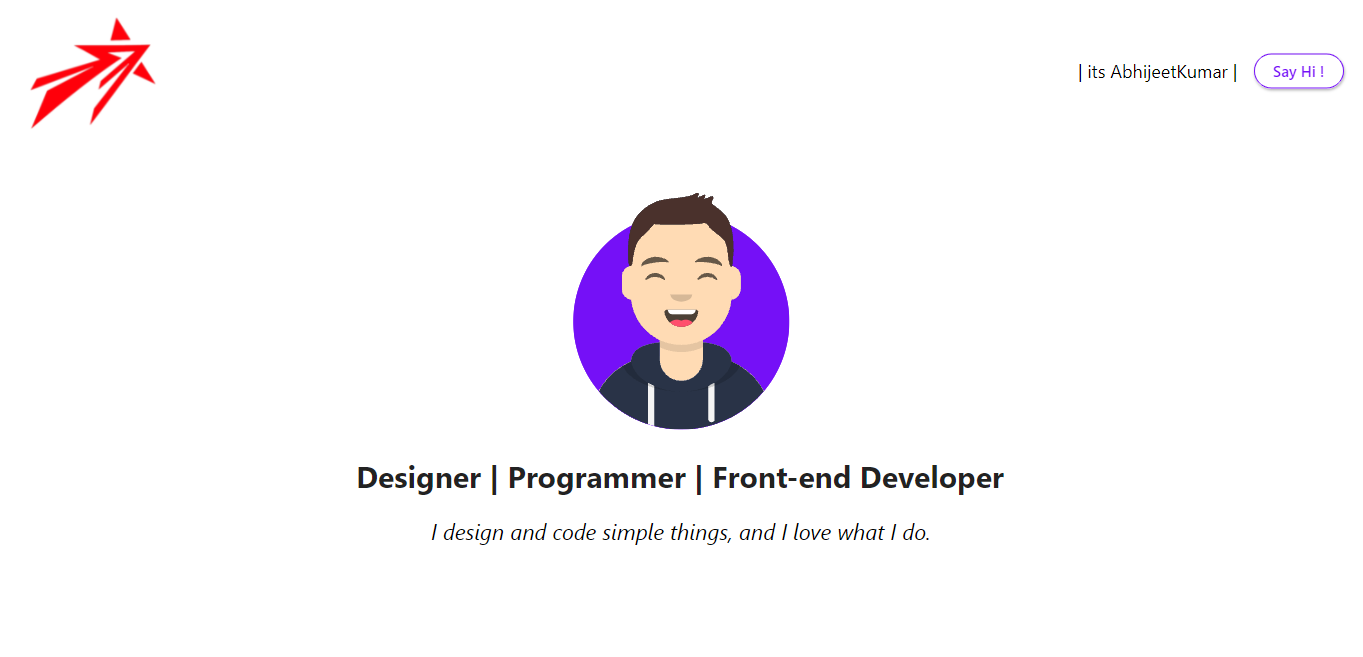 | its AbhijeetKumar | Say Hi !
Designer | Programmer | Front-end Developer
I design and code simple things, and I love what I do.